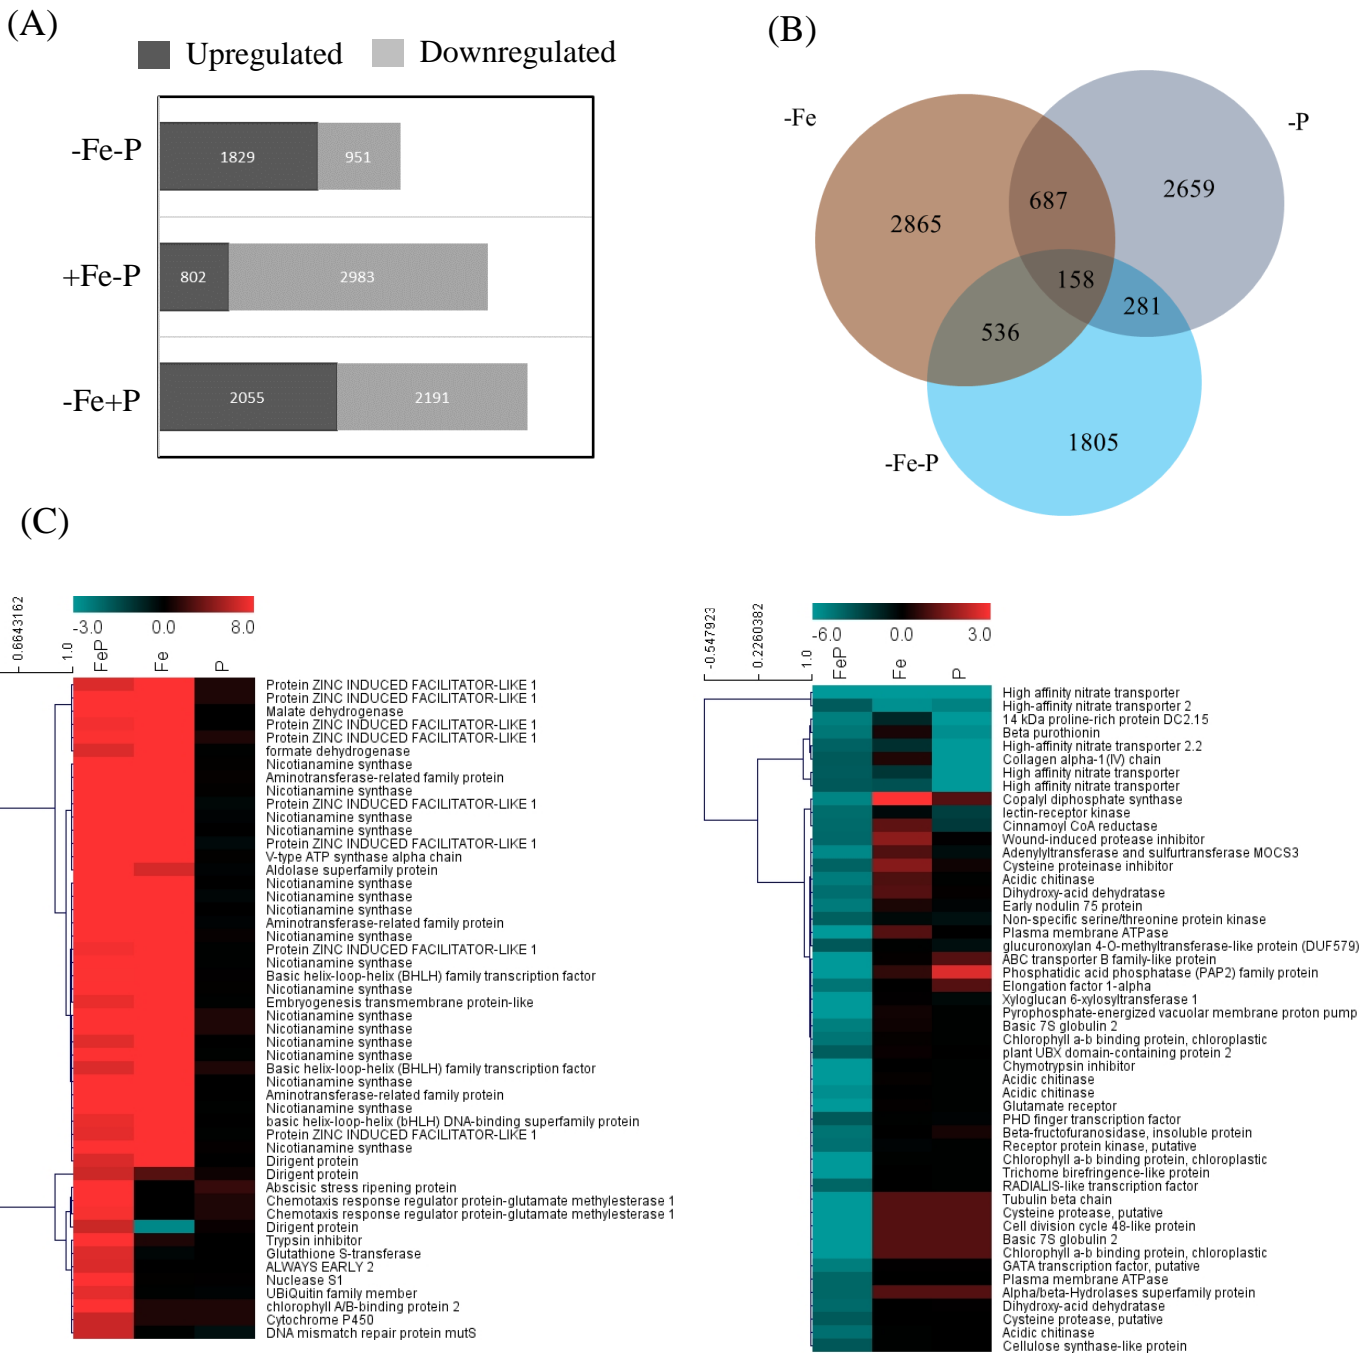 (A)
Upregulated Downregulated
-Fe-P
1829 951
+Fe-P
802 2983
-Fe+P
2055 2191
(B)
-Fe
-P
687
2659
2865
158
281
536
1805
-Fe-P
(C)
0.6643162
1.0
-3.0 0.0 8.0
FeP Fe P
Protein ZINC INDUCED FACILITATOR-LIKE 1
Protein ZINC INDUCED FACILITATOR-LIKE 1
Malate dehydrogenase
Protein ZINC INDUCED FACILITATOR-LIKE 1
Protein ZINC INDUCED FACILITATOR-LIKE 1
formate dehydrogenase
Nicotianamine synthase
Aminotransferase-related family protein
Nicotianamine synthase
Protein ZINC INDUCED FACILITATOR-LIKE 1
Nicotianamine synthase
Nicotianamine synthase
Protein ZINC INDUCED FACILITATOR-LIKE 1
V-type ATP synthase alpha chain
Aldolase superfamily protein
Nicotianamine synthase
Nicotianamine synthase
Nicotianamine synthase
Aminotransferase-related family protein
Nicotianamine synthase
Protein ZINC INDUCED FACILITATOR-LIKE 1
Nicotianamine synthase
Basic helix-loop-helix (BHLH) family transcription factor
Nicotianamine synthase
Embryogenesis transmembrane protein-like
Nicotianamine synthase
Nicotianamine synthase
Nicotianamine synthase
Nicotianamine synthase
Basic helix-loop-helix (BHLH) family transcription factor
Nicotianamine synthase
Aminotransferase-related family protein
Nicotianamine synthase
basic helix-loop-helix (bHLH) DNA-binding superfamily protein
Protein ZINC INDUCED FACILITATOR-LIKE 1
Nicotianamine synthase
Dirigent protein
Dirigent protein
Abscisic stress ripening protein
Chemotaxis response regulator protein-glutamate methylesterase 1
Chemotaxis response regulator protein-glutamate methylesterase 1
Dirigent protein
Trypsin inhibitor
Glutathione S-transferase
ALWAYS EARLY 2
Nuclease S1
UBiQuitin family member
chlorophyll A/B-binding protein 2
Cytochrome P450
DNA mismatch repair protein mutS
-0.547923
0.2260382
1.0
-6.0 0.0 3.0
FeP Fe P
High affinity nitrate transporter
High-affinity nitrate transporter 2
14 kDa proline-rich protein DC2.15
Beta purothionin
High-affinity nitrate transporter 2.2
Collagen alpha-1(IV) chain
High affinity nitrate transporter
High affinity nitrate transporter
Copalyl diphosphate synthase
lectin-receptor kinase
Cinnamoyl CoA reductase
Wound-induced protease inhibitor
Adenylyltransferase and sulfurtransferase MOCS3
Cysteine proteinase inhibitor
Acidic chitinase
Dihydroxy-acid dehydratase
Early nodulin 75 protein
Non-specific serine/threonine protein kinase
Plasma membrane ATPase
glucuronoxylan 4-O-methyltransferase-like protein (DUF579)
ABC transporter B family-like protein
Phosphatidic acid phosphatase (PAP2) family protein
Elongation factor 1-alpha
Xyloglucan 6-xylosyltransferase 1
Pyrophosphate-energized vacuolar membrane proton pump
Basic 7S globulin 2
Chlorophyll a-b binding protein, chloroplastic
plant UBX domain-containing protein 2
Chymotrypsin inhibitor
Acidic chitinase
Acidic chitinase
Glutamate receptor
PHD finger transcription factor
Beta-fructofuranosidase, insoluble protein
Receptor protein kinase, putative
Chlorophyll a-b binding protein, chloroplastic
Trichome birefringence-like protein
RADIALIS-like transcription factor
Tubulin beta chain
Cysteine protease, putative
Cell division cycle 48-like protein
Basic 7S globulin 2
Chlorophyll a-b binding protein, chloroplastic
GATA transcription factor, putative
Plasma membrane ATPase
Alpha/beta-Hydrolases superfamily protein
Dihydroxy-acid dehydratase
Cysteine protease, putative
Acidic chitinase
Cellulose synthase-like protein